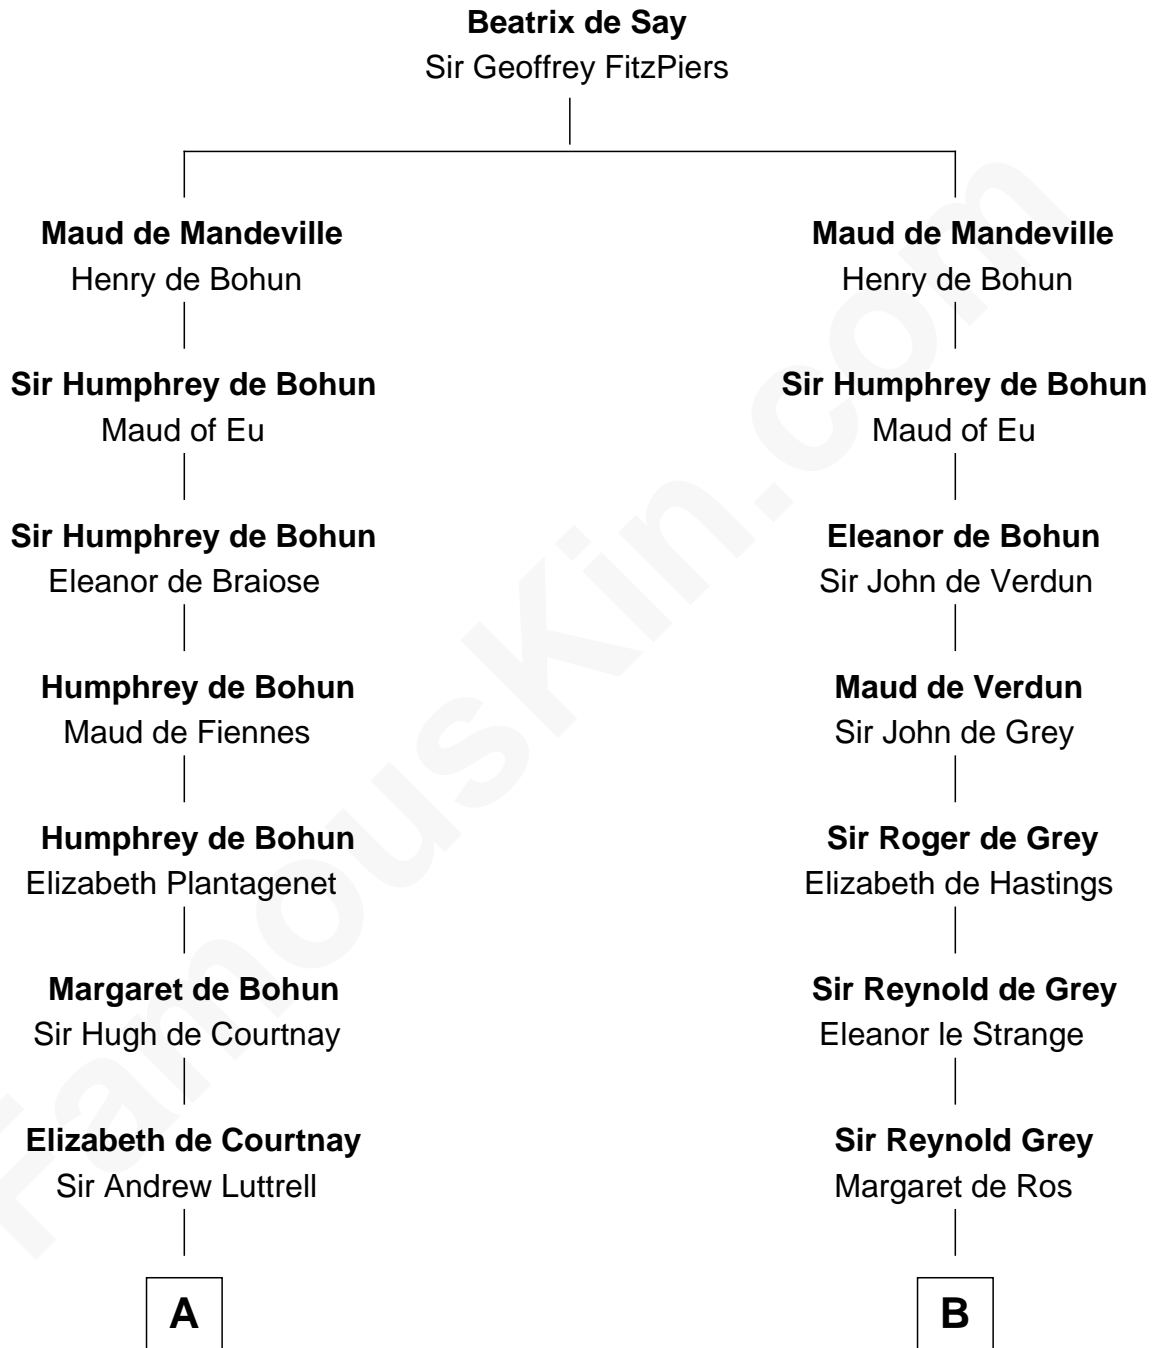 Beatrix de Say
Sir Geoffrey FitzPiers
Maud de Mandeville
Henry de Bohun
Sir Humphrey de Bohun
Maud of Eu
Sir Humphrey de Bohun
Eleanor de Braiose
Humphrey de Bohun
Maud de Fiennes
Humphrey de Bohun
Elizabeth Plantagenet
Margaret de Bohun
Sir Hugh de Courtnay
Elizabeth de Courtnay
Sir Andrew Luttrell
A
Maud de Mandeville
Henry de Bohun
Sir Humphrey de Bohun
Maud of Eu
Eleanor de Bohun
Sir John de Verdun
Maud de Verdun
Sir John de Grey
Sir Roger de Grey
Elizabeth de Hastings
Sir Reynold de Grey
Eleanor le Strange
Sir Reynold Grey
Margaret de Ros
B
FamousKin.com